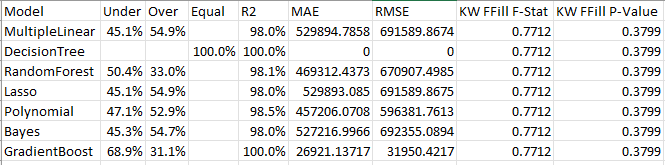 Model Under Over Equal R2 MAE RMSE KW FFill F-Stat KW FFill P-Value
MultipleLinear 45.1% 54.9% 98.0% 529894.7858 691589.8674 0.7712 0.3799
DecisionTree 100.0% 100.0% 0 0 0.7712 0.3799
RandomForest 50.4% 33.0% 98.1% 469312.4373 670907.4985 0.7712 0.3799
Lasso 45.1% 54.9% 98.0% 529893.085 691589.8675 0.7712 0.3799
Polynomial 47.1% 52.9% 98.5% 457206.0708 596381.7613 0.7712 0.3799
Bayes 45.3% 54.7% 98.0% 527216.9966 692355.0894 0.7712 0.3799
GradientBoost 68.9% 31.1% 100.0% 26921.13717 31950.4217 0.7712 0.3799